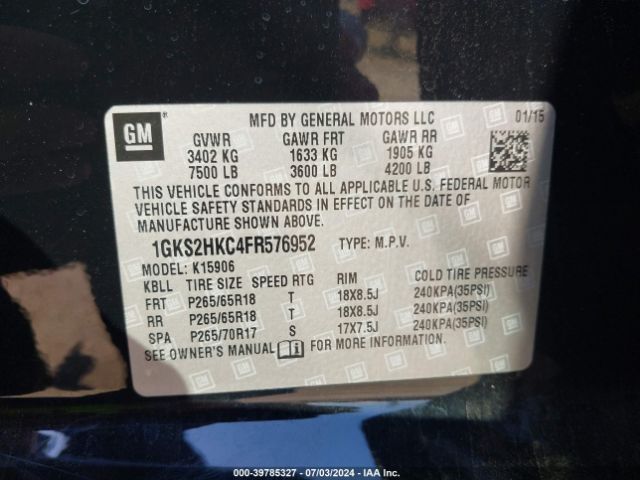 GM
®
MFD BY GENERAL MOTORS LLC 01/15
GVWR GAWR FRT GAWR RR
3402 KG 1633 KG 1905 KG
7500 LB 3600 LB 4200 LB
THIS VEHICLE CONFORMS TO ALL APPLICABLE U.S. FEDERAL MOTOR
VEHICLE SAFETY STANDARDS IN EFFECT ON THE DATE OF
MANUFACTURE SHOWN ABOVE.
1GKS2HKC4FR576952 TYPE: M.P.V.
MODEL: K15906
KBLL TIRE SIZE SPEED RTG RIM COLD TIRE PRESSURE
FRT P265/65R18 T 18X8.5J 240KPA(35PSI)
RR P265/65R18 T 18X8.5J 240KPA(35PSI)
SPA P265/70R17 S 17X7.5J 240KPA(35PSI)
SEE OWNER'S MANUAL FOR MORE INFORMATION.
000-39785327 - 07/03/2024 - IAA Inc.